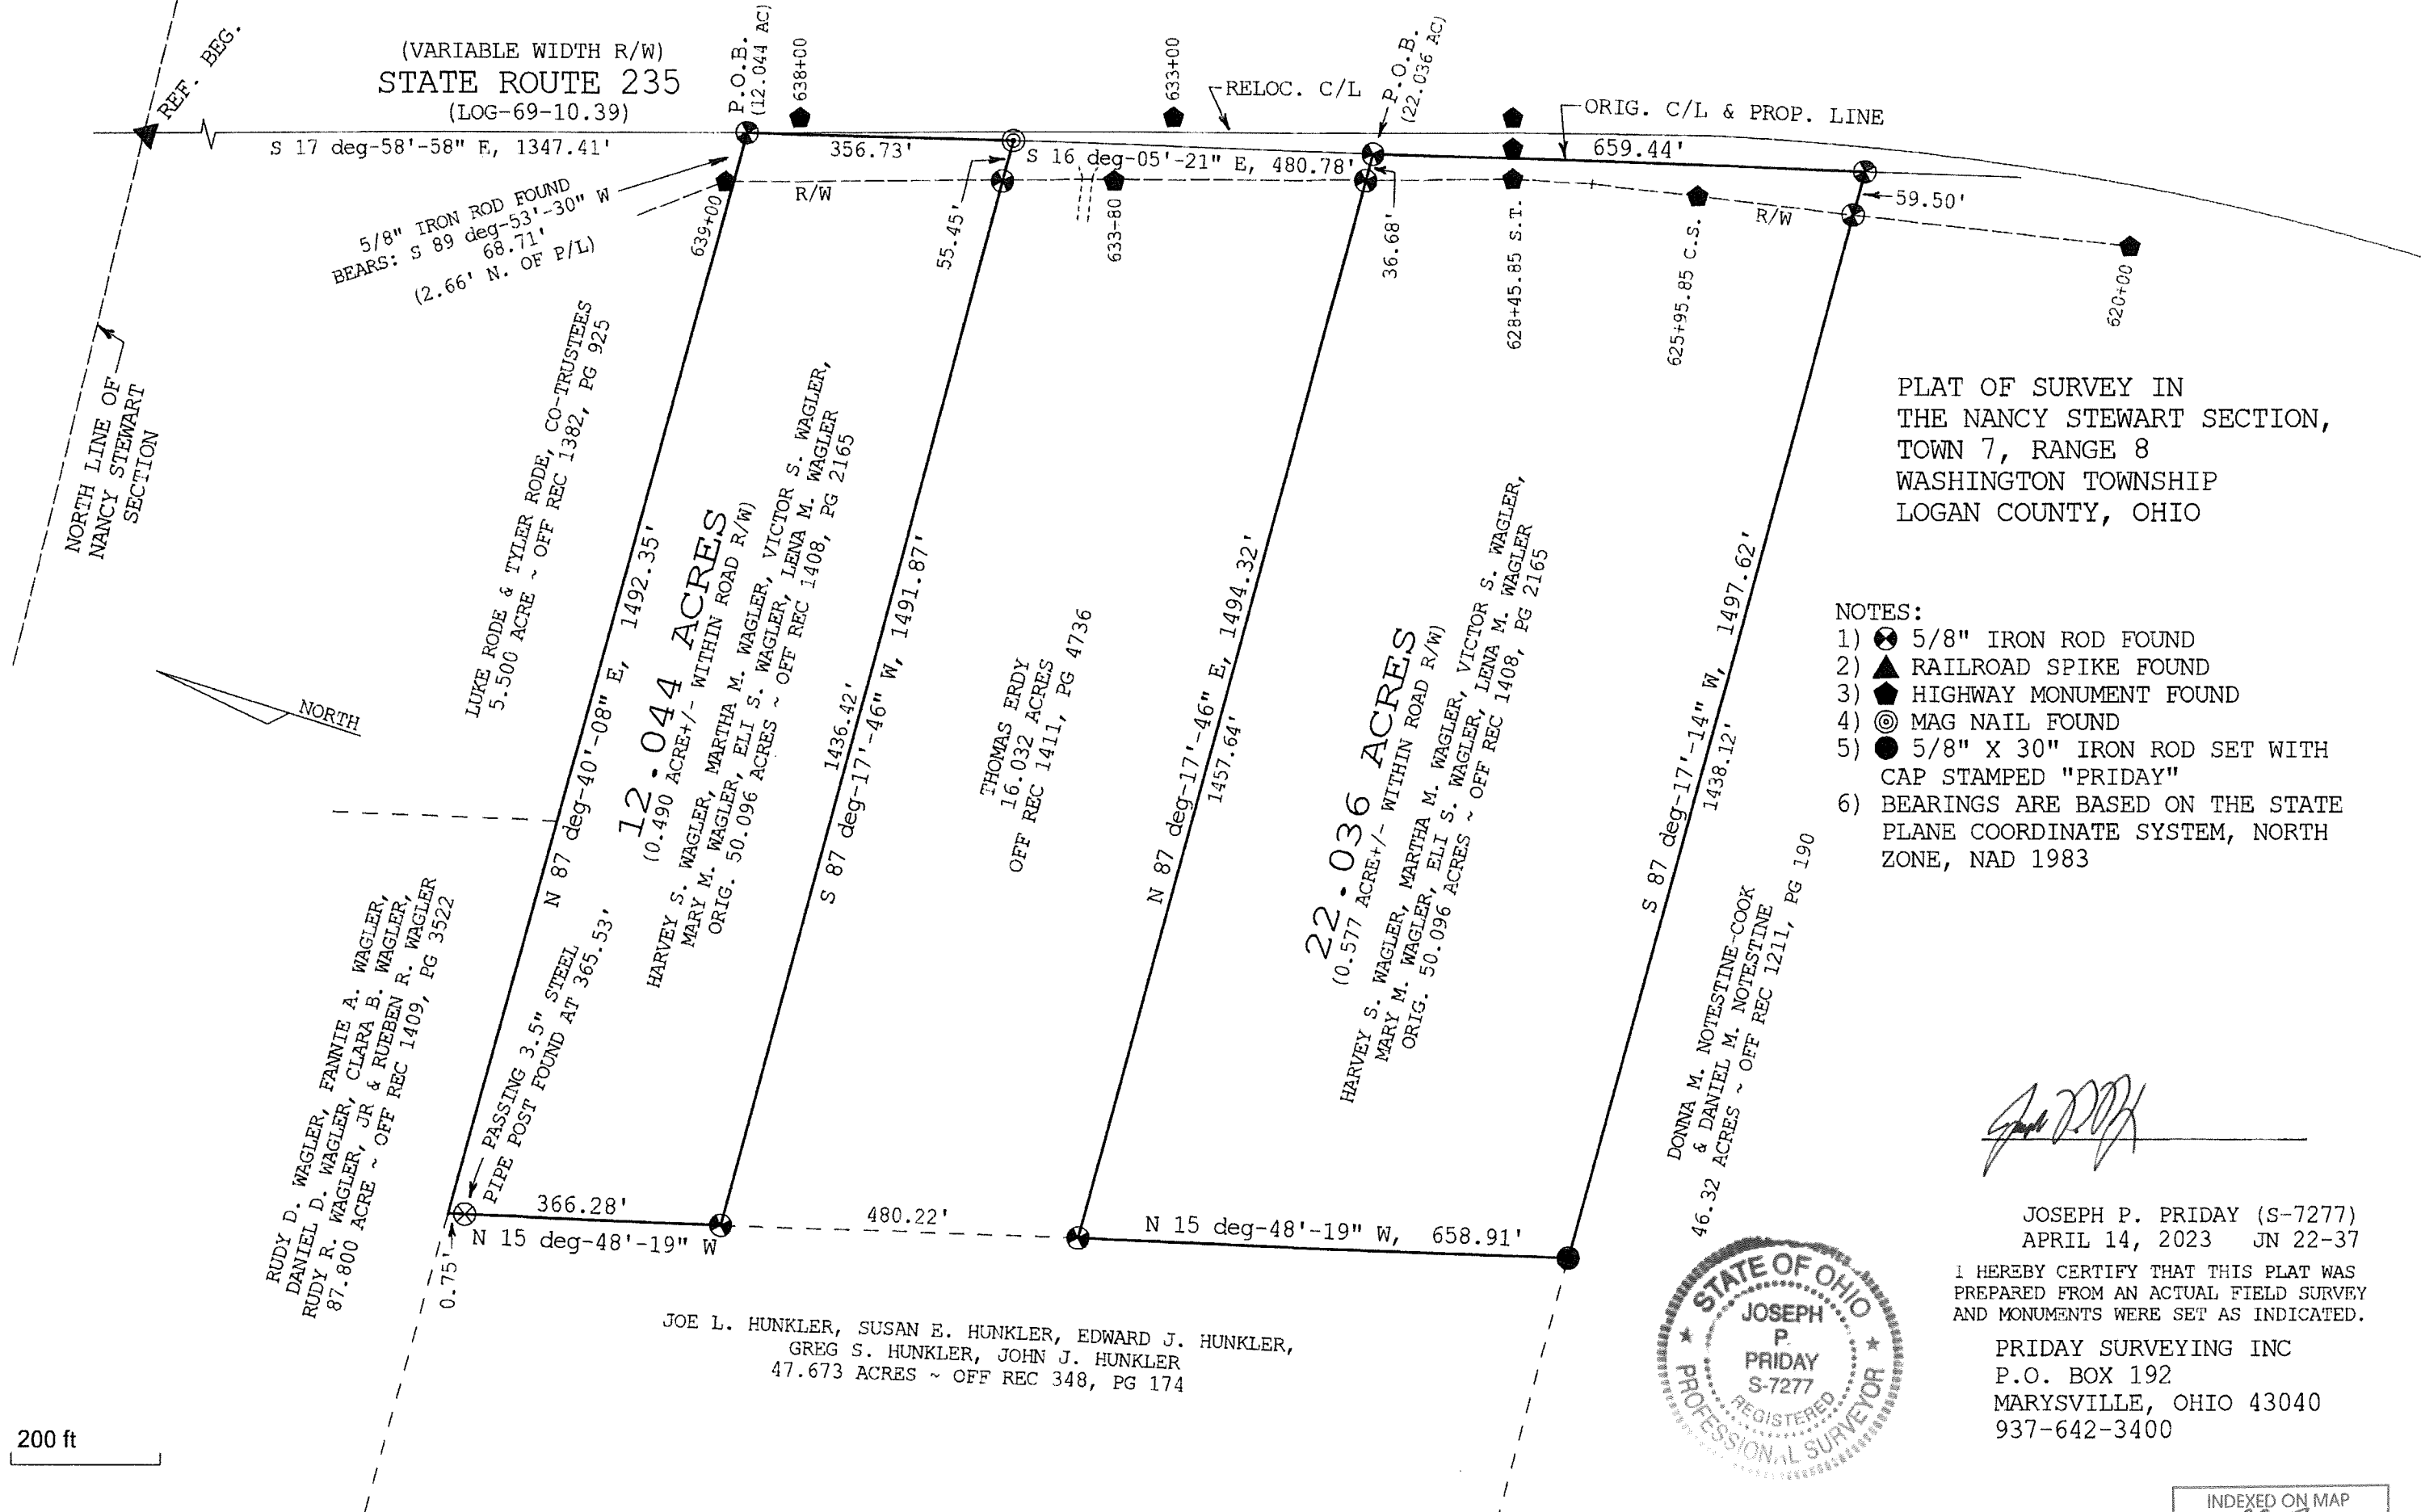 REF. BEG.
(VARIABLE WIDTH R/W)
STATE ROUTE 235
(LOG-69-10.39)
P.O.B.
(12.044 AC)
638+00
633+00
RELOC. C/L
P.O.B.
(22.036 AC)
ORIG. C/L & PROP. LINE
S 17 deg-58'-58" E, 1347.41'
356.73'
S 16 deg-05'-21" E, 480.78'
659.44'
5/8" IRON ROD FOUND
BEARS: S 89 deg-53'-30" W
68.71'
(2.66' N. OF P/L)
639+00
R/W
55.45'
633-80
36.68'
628+45.85 S.T.
625+95.85 C.S.
R/W
59.50'
620+00
NORTH LINE OF
NANCY STEWART
SECTION
NORTH
LUKE RODE & TYLER RODE, CO-TRUSTEES
5.500 ACRE ~ OFF REC 1382, PG 925
N 87 deg-40'-08" E, 1492.35'
12.044 ACRES
(0.490 ACRE+/- WITHIN ROAD R/W)
HARVEY S. WAGLER, MARTHA M. WAGLER, VICTOR S. WAGLER,
MARY M. WAGLER, ELI S. WAGLER, LENA M. WAGLER
ORIG. 50.096 ACRES ~ OFF REC 1408, PG 2165
1436.42'
S 87 deg-17'-46" W, 1491.87'
THOMAS ERDY
16.032 ACRES
OFF REC 1411, PG 4736
N 87 deg-17'-46" E, 1494.32'
1457.64'
22.036 ACRES
(0.577 ACRE+/- WITHIN ROAD R/W)
HARVEY S. WAGLER, MARTHA M. WAGLER, VICTOR S. WAGLER,
MARY M. WAGLER, ELI S. WAGLER, LENA M. WAGLER
ORIG. 50.096 ACRES ~ OFF REC 1408, PG 2165
S 87 deg-17'-14" W, 1497.62'
1438.12'
DONNA M. NOTESTINE-COOK
& DANIEL M. NOTESTINE
46.32 ACRES ~ OFF REC 1211, PG 190
RUDY D. WAGLER, FANNIE A. WAGLER,
DANIEL D. WAGLER, CLARA B. WAGLER,
RUDY R. WAGLER, JR & RUEBEN R. WAGLER
87.800 ACRE ~ OFF REC 1409, PG 3522
PASSING 3.5" STEEL
PIPE POST FOUND AT 365.53'
0.75'
366.28'
N 15 deg-48'-19" W
480.22'
N 15 deg-48'-19" W, 658.91'
JOE L. HUNKLER, SUSAN E. HUNKLER, EDWARD J. HUNKLER,
GREG S. HUNKLER, JOHN J. HUNKLER
47.673 ACRES ~ OFF REC 348, PG 174
200 ft
PLAT OF SURVEY IN
THE NANCY STEWART SECTION,
TOWN 7, RANGE 8
WASHINGTON TOWNSHIP
LOGAN COUNTY, OHIO
NOTES:
1) 5/8" IRON ROD FOUND
2) RAILROAD SPIKE FOUND
3) HIGHWAY MONUMENT FOUND
4) MAG NAIL FOUND
5) 5/8" X 30" IRON ROD SET WITH
CAP STAMPED "PRIDAY"
6) BEARINGS ARE BASED ON THE STATE
PLANE COORDINATE SYSTEM, NORTH
ZONE, NAD 1983
JOSEPH P. PRIDAY (S-7277)
APRIL 14, 2023 JN 22-37
I HEREBY CERTIFY THAT THIS PLAT WAS
PREPARED FROM AN ACTUAL FIELD SURVEY
AND MONUMENTS WERE SET AS INDICATED.
PRIDAY SURVEYING INC
P.O. BOX 192
MARYSVILLE, OHIO 43040
937-642-3400
STATE OF OHIO
JOSEPH
P.
PRIDAY
S-7277
REGISTERED
PROFESSIONAL SURVEYOR
INDEXED ON MAP